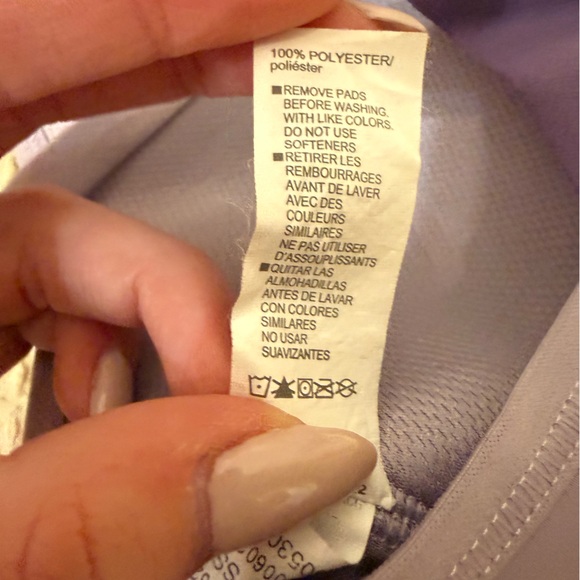 100% POLYESTER/
poliéster
REMOVE PADS
BEFORE WASHING,
WITH LIKE COLORS.
DO NOT USE
SOFTENERS
RETIRER LES
REMBOURRAGES
AVANT DE LAVER
AVEC DES
COULEURS
SIMILAIRES
NE PAS UTILISER
D'ASSOUPLISSANTS
QUITAR LAS
ALMOHADILLAS
ANTES DE LAVAR
CON COLORES
SIMILARES
NO USAR
SUAVIZANTES
2